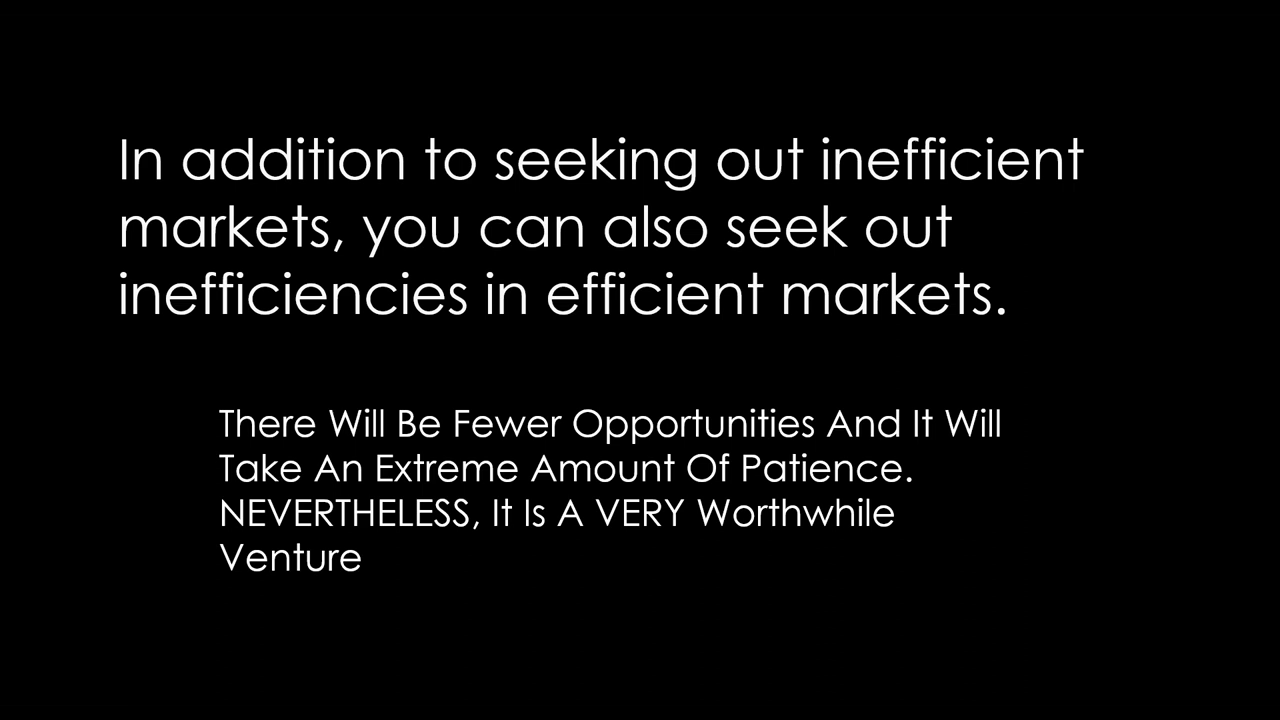 In addition to seeking out inefficient
markets, you can also seek out
inefficiencies in efficient markets.
There Will Be Fewer Opportunities And It Will
Take An Extreme Amount Of Patience.
NEVERTHELESS, It Is A VERY Worthwhile
Venture